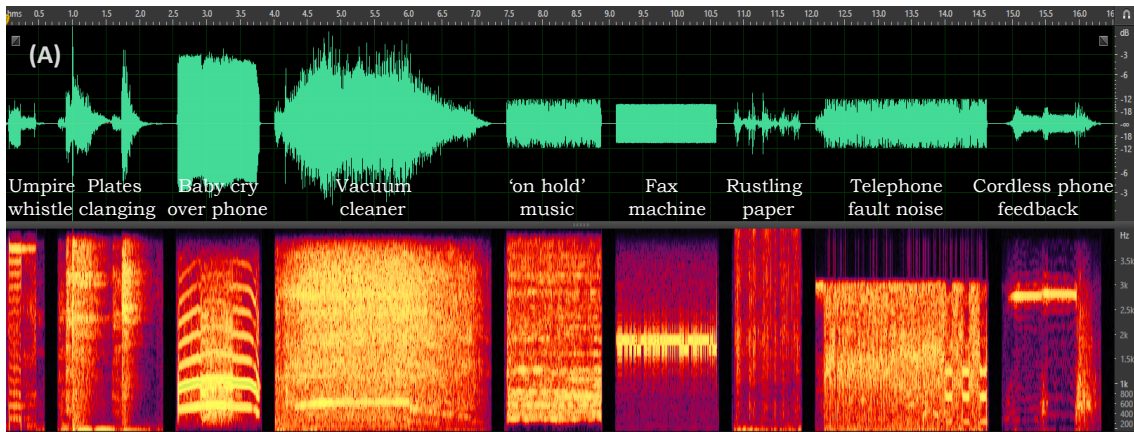 hms 0.5 1.0 1.5 2.0 2.5 3.0 3.5 4.0 4.5 5.0 5.5 6.0 6.5 7.0 7.5 8.0 8.5 9.0 9.5 10.0 10.5 11.0 11.5 12.0 12.5 13.0 13.5 14.0 14.5 15.0 15.5 16.0
dB
(A)
-3
-6
-12
-18
-∞
-18
-12
-6
-3
Umpire Plates Baby cry Vacuum 'on hold' Fax Rustling Telephone Cordless phone
whistle clanging over phone cleaner music machine paper fault noise feedback
Hz
3.5k
3k
2.5k
2k
1.5k
1k
800
600
400
200